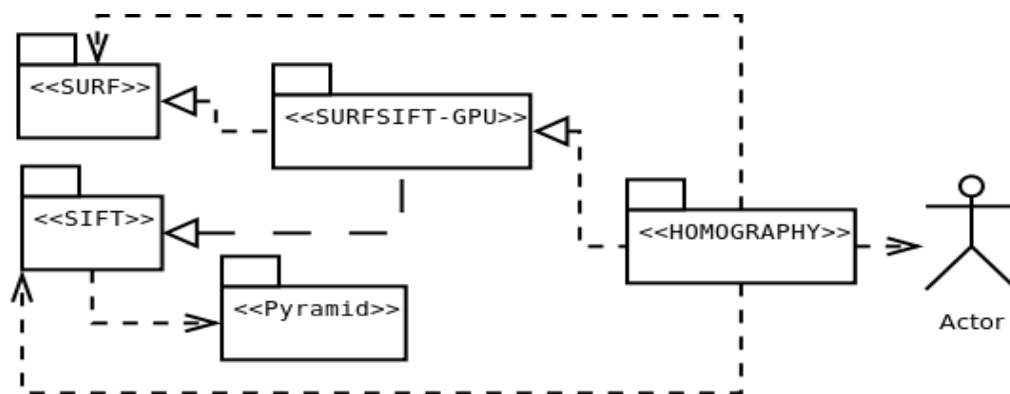 <<SURF>>
<<SURFSIFT-GPU>>
<<SIFT>>
<<HOMOGRAPHY>>
<<Pyramid>>
Actor